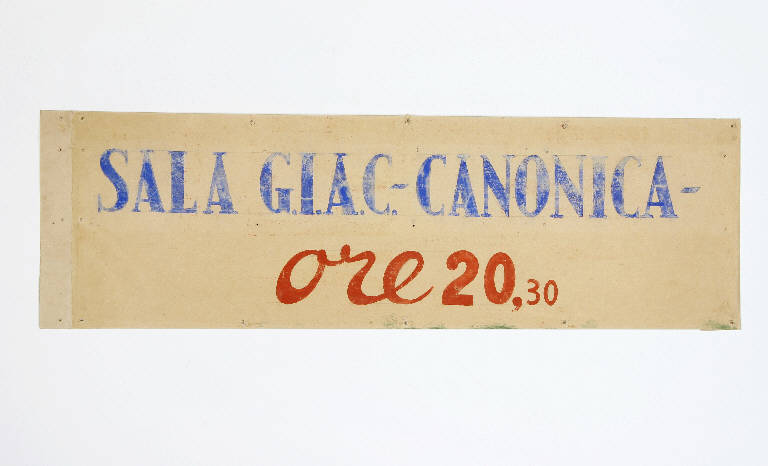 SALA G.I.A.C.-CANONICA-
ore 20,30